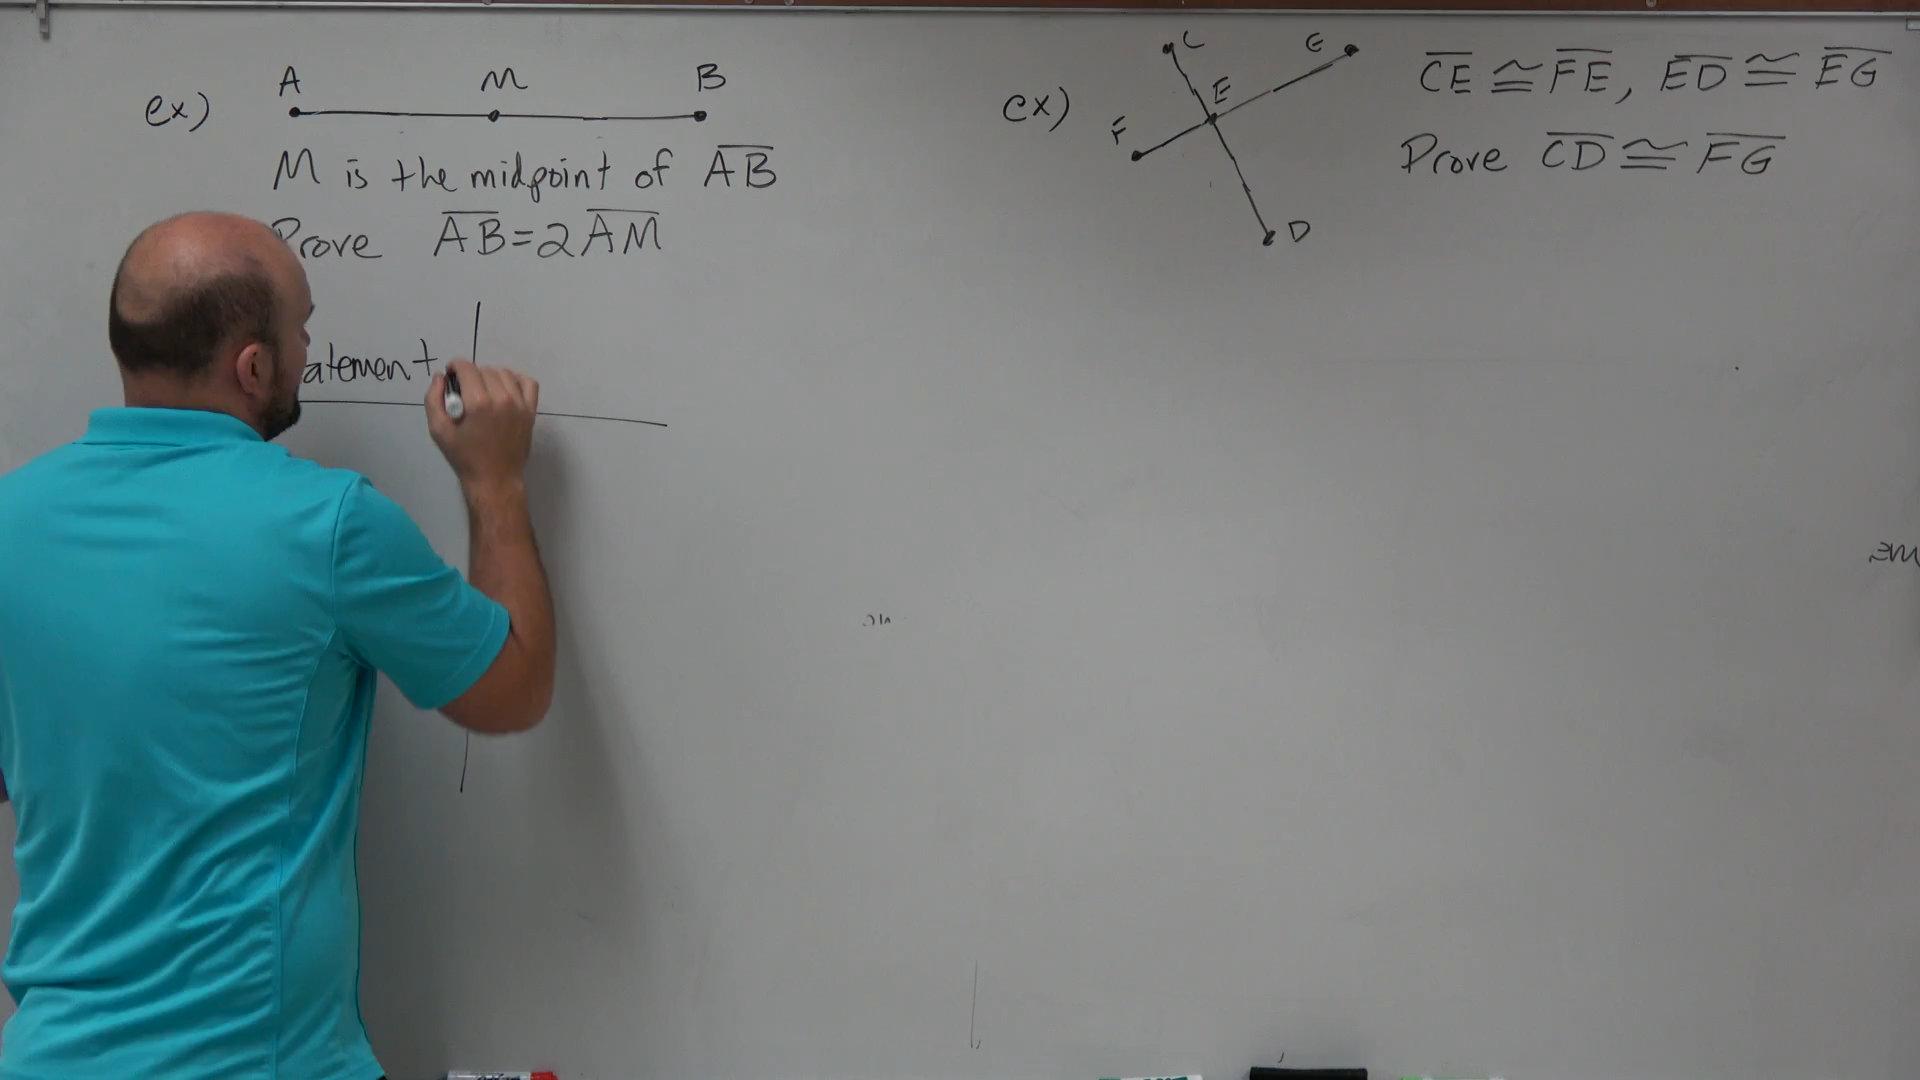 A M B
ex)
M is the midpoint of AB
Prove AB=2AM
atement
ex)
C
G
E
F
D
CE ≅ FE, ED ≅ EG
Prove CD ≅ FG